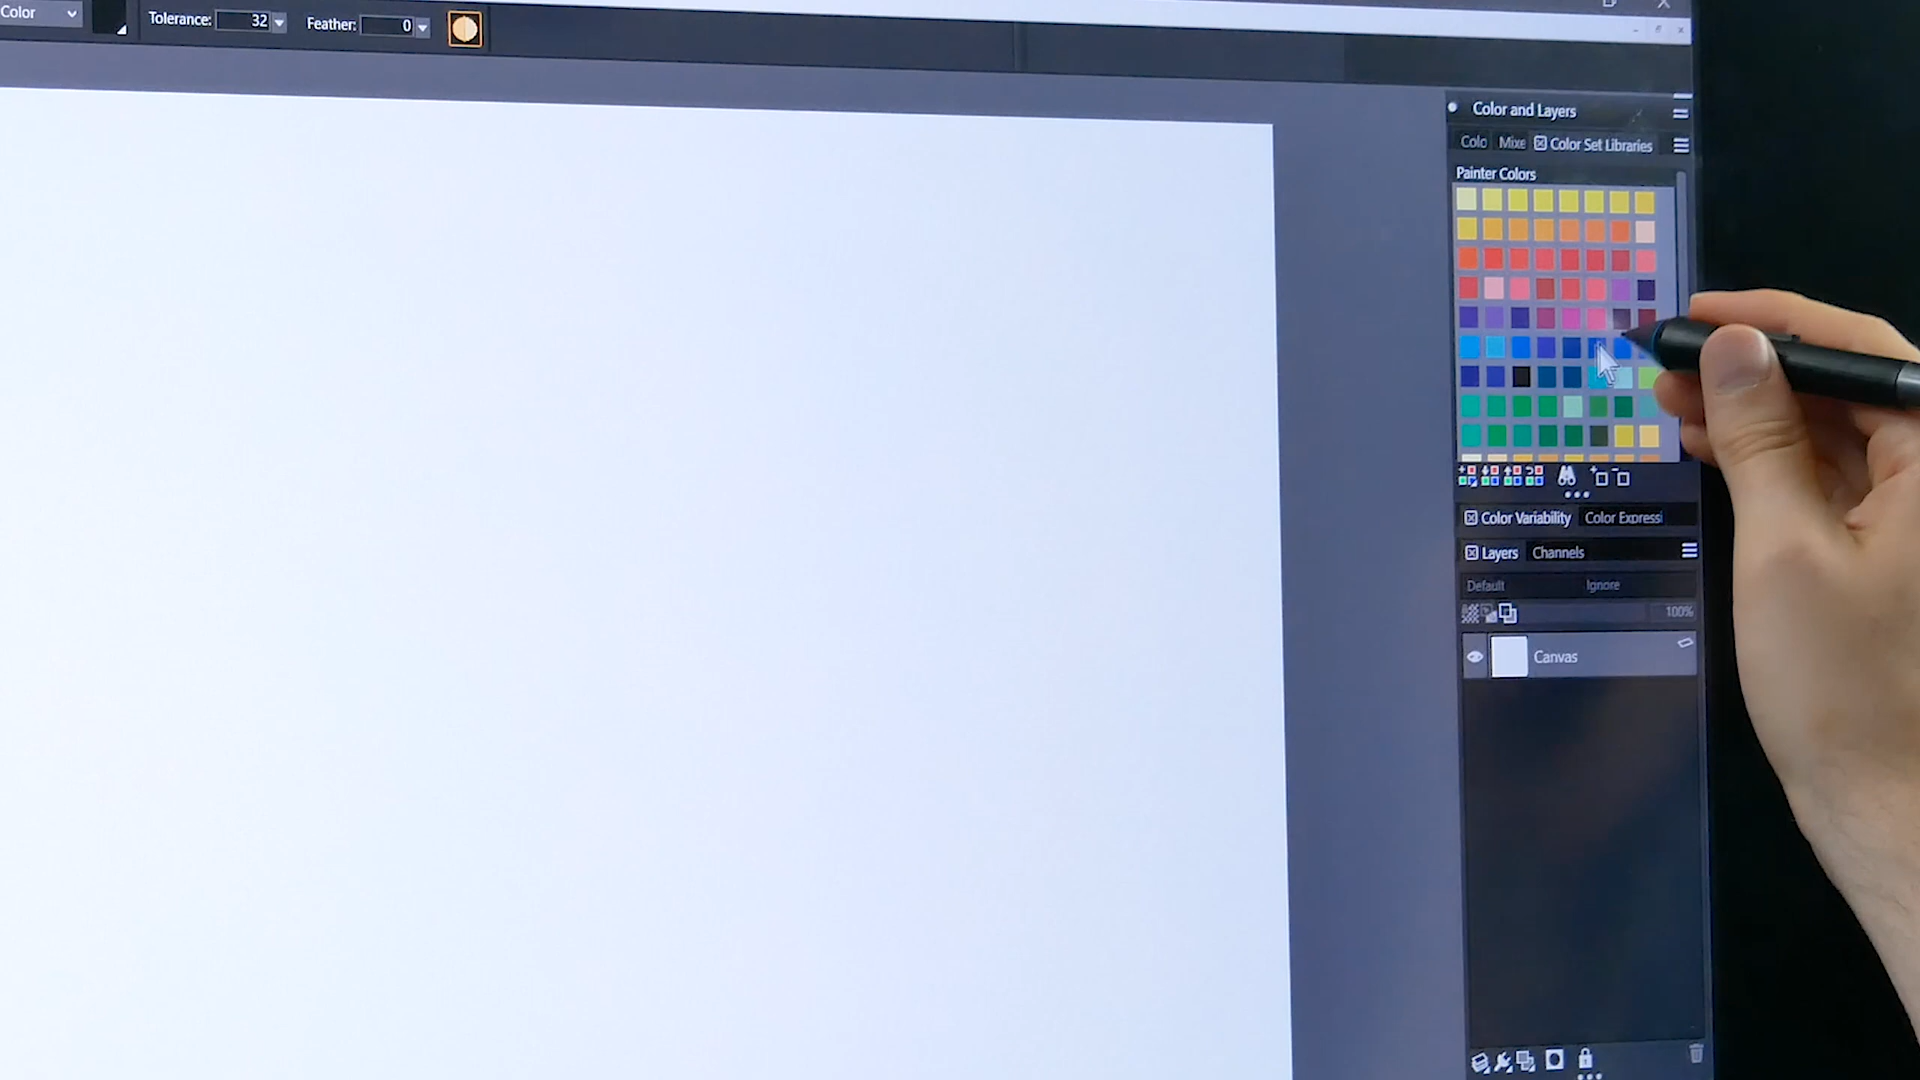 Color
Tolerance: 32
Feather: 0
Color and Layers
Colo Mixe Color Set Libraries
Painter Colors
Color Variability Color Expressi
Layers Channels
Default Ignore
100%
Canvas